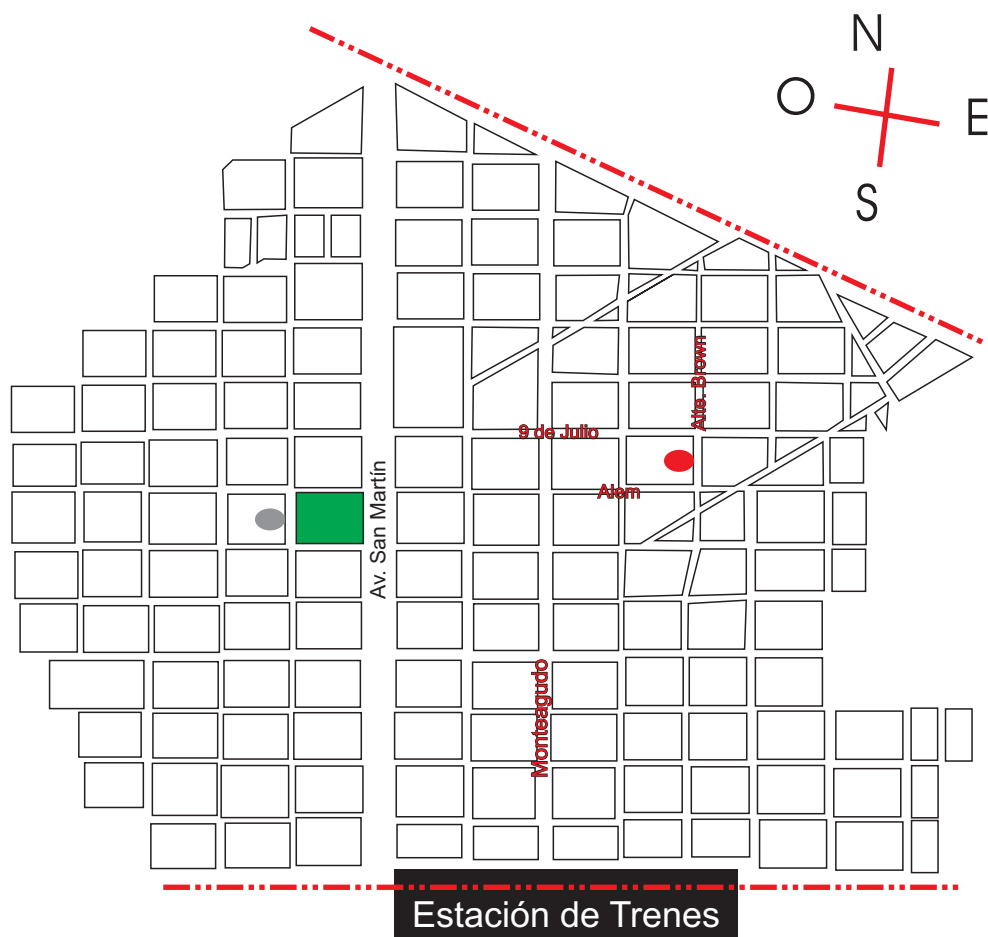 N
O
E
S
Alte. Brown
9 de Julio
Av. San Martín
Alem
Monteagudo
Estación de Trenes